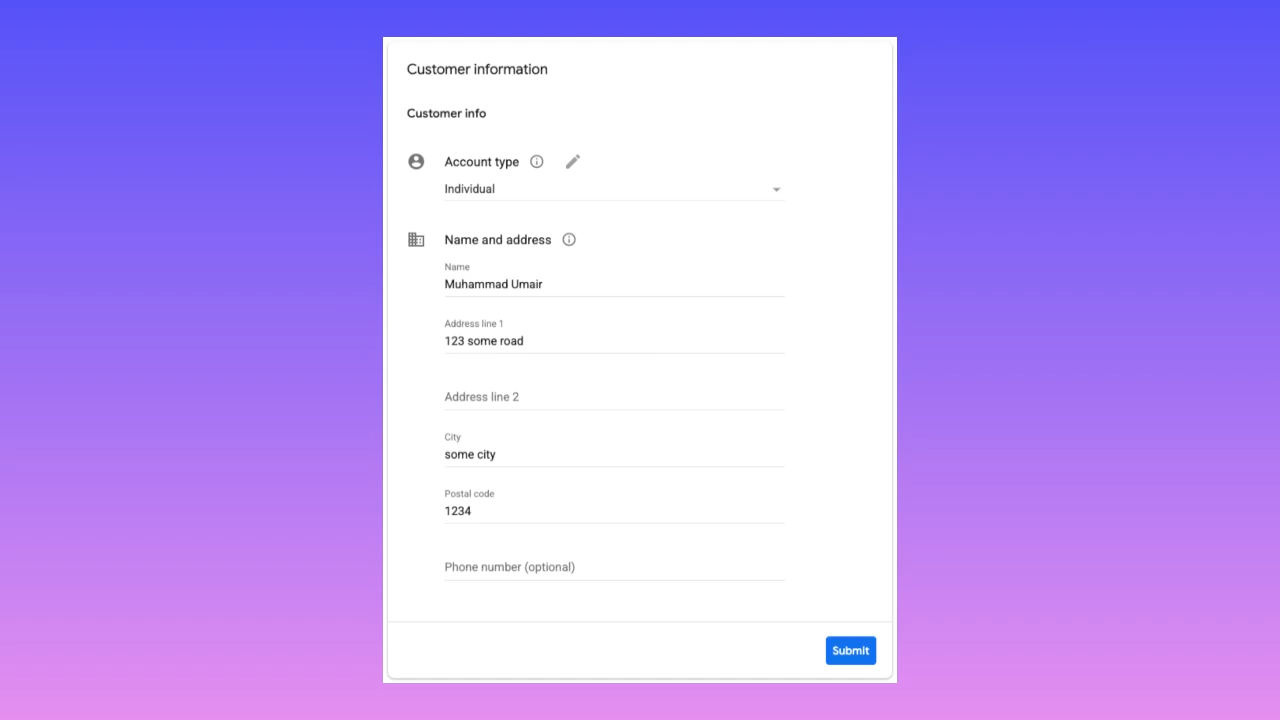 Customer information
Customer info
Account type
Individual
Name and address
Name
Muhammad Umair
Address line 1
123 some road
Address line 2
City
some city
Postal code
1234
Phone number (optional)
Submit